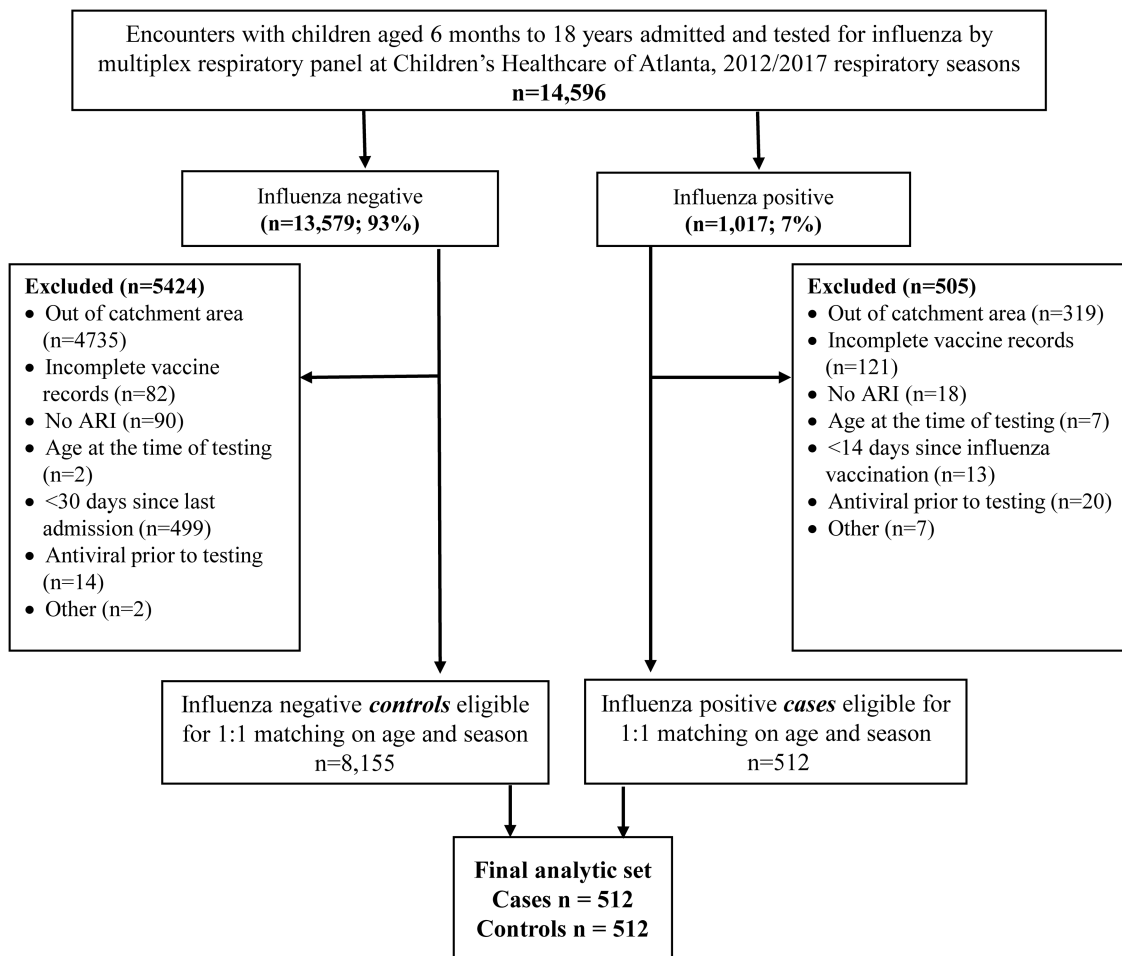 Encounters with children aged 6 months to 18 years admitted and tested for influenza by
multiplex respiratory panel at Children's Healthcare of Atlanta, 2012/2017 respiratory seasons
n=14,596
Influenza negative
(n=13,579; 93%)
Influenza positive
(n=1,017; 7%)
Excluded (n=5424)
• Out of catchment area
(n=4735)
• Incomplete vaccine
records (n=82)
• No ARI (n=90)
• Age at the time of testing
(n=2)
• <30 days since last
admission (n=499)
• Antiviral prior to testing
(n=14)
• Other (n=2)
Excluded (n=505)
• Out of catchment area (n=319)
• Incomplete vaccine records
(n=121)
• No ARI (n=18)
• Age at the time of testing (n=7)
• <14 days since influenza
vaccination (n=13)
• Antiviral prior to testing (n=20)
• Other (n=7)
Influenza negative controls eligible
for 1:1 matching on age and season
n=8,155
Influenza positive cases eligible for
1:1 matching on age and season
n=512
Final analytic set
Cases n = 512
Controls n = 512